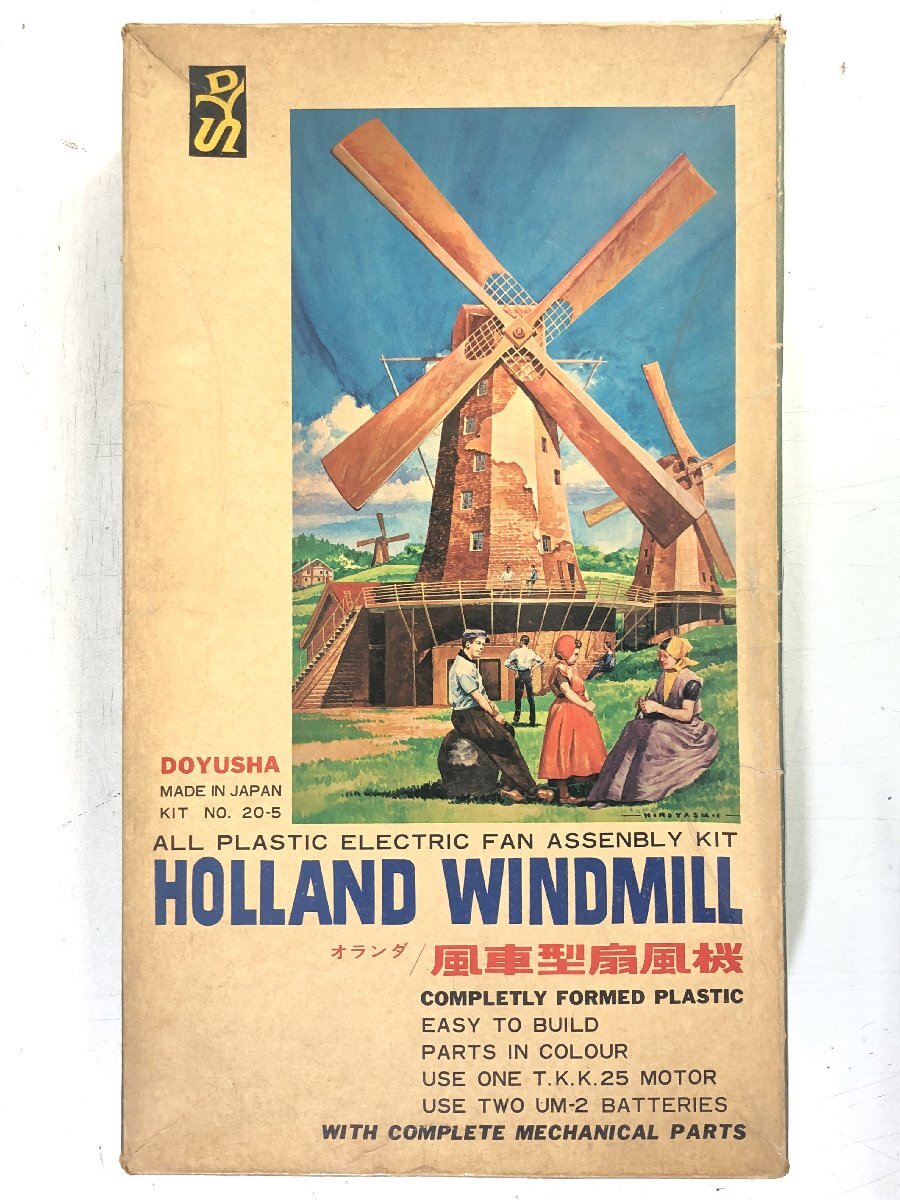 DYS
HIROYASU-I
DOYUSHA
MADE IN JAPAN
KIT NO. 20-5
ALL PLASTIC ELECTRIC FAN ASSENBLY KIT
HOLLAND WINDMILL
オランダ/風車型扇風機
COMPLETLY FORMED PLASTIC
EASY TO BUILD
PARTS IN COLOUR
USE ONE T.K.K.25 MOTOR
USE TWO UM-2 BATTERIES
WITH COMPLETE MECHANICAL PARTS